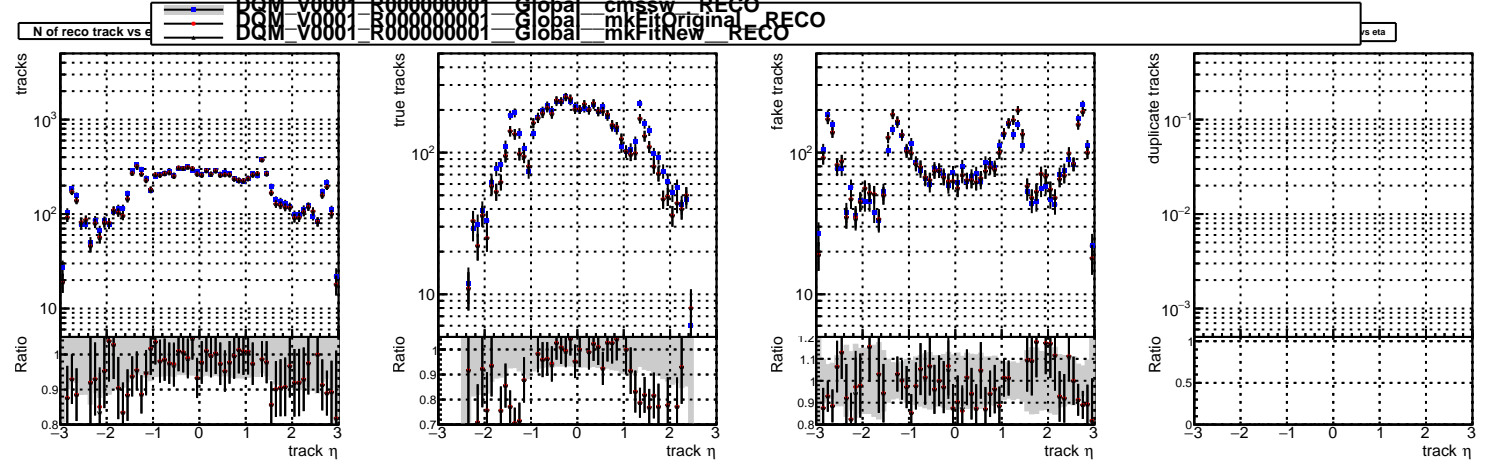 DQM_V0001_R000000001__Global__cmssw__RECO
DQM_V0001_R000000001__Global__mkFitOriginal__RECO
DQM_V0001_R000000001__Global__mkFitNew__RECO
N of reco track vs e
vs eta
tracks
10³
10²
10
Ratio
1
0.9
0.8
−3 −2 −1 0 1 2 3
track η
true tracks
10²
10
Ratio
1
0.9
0.8
0.7
−3 −2 −1 0 1 2 3
track η
fake tracks
10²
10
Ratio
1.2
1.1
1
0.9
0.8
−3 −2 −1 0 1 2 3
track η
duplicate tracks
10⁻¹
10⁻²
10⁻³
Ratio
1
0.5
0
−3 −2 −1 0 1 2 3
track η